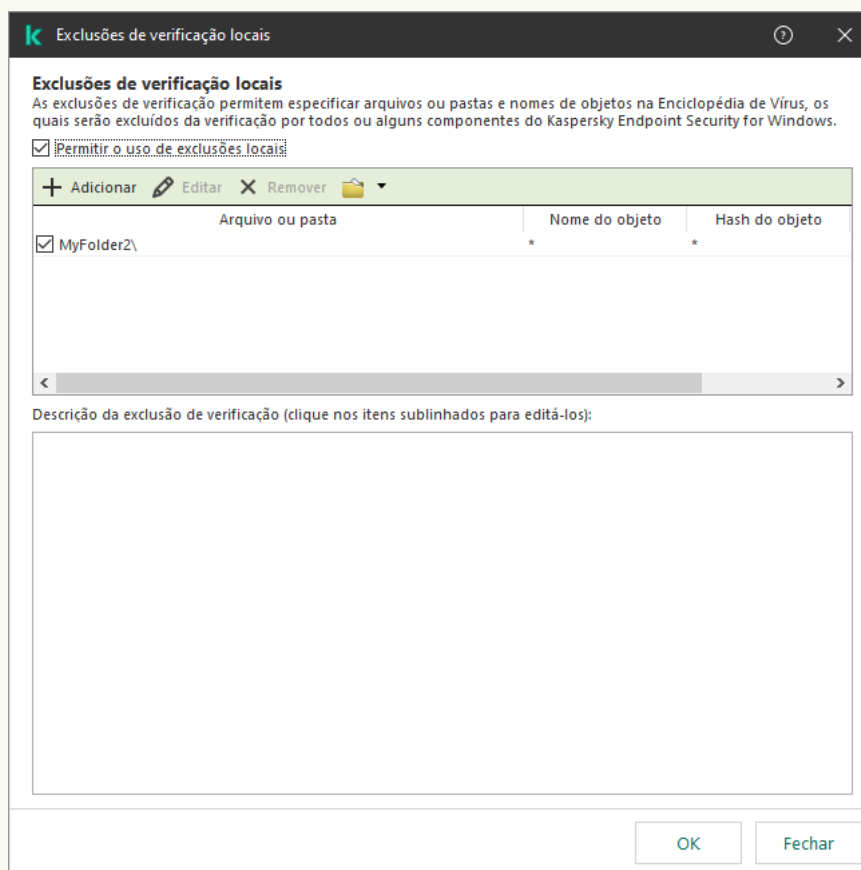 Exclusões de verificação locais
Exclusões de verificação locais
As exclusões de verificação permitem especificar arquivos ou pastas e nomes de objetos na Enciclopédia de Vírus, os
quais serão excluídos da verificação por todos ou alguns componentes do Kaspersky Endpoint Security for Windows.
Permitir o uso de exclusões locais
Adicionar Editar Remover
Arquivo ou pasta Nome do objeto Hash do objeto
MyFolder2\ * *
Descrição da exclusão de verificação (clique nos itens sublinhados para editá-los):
OK Fechar